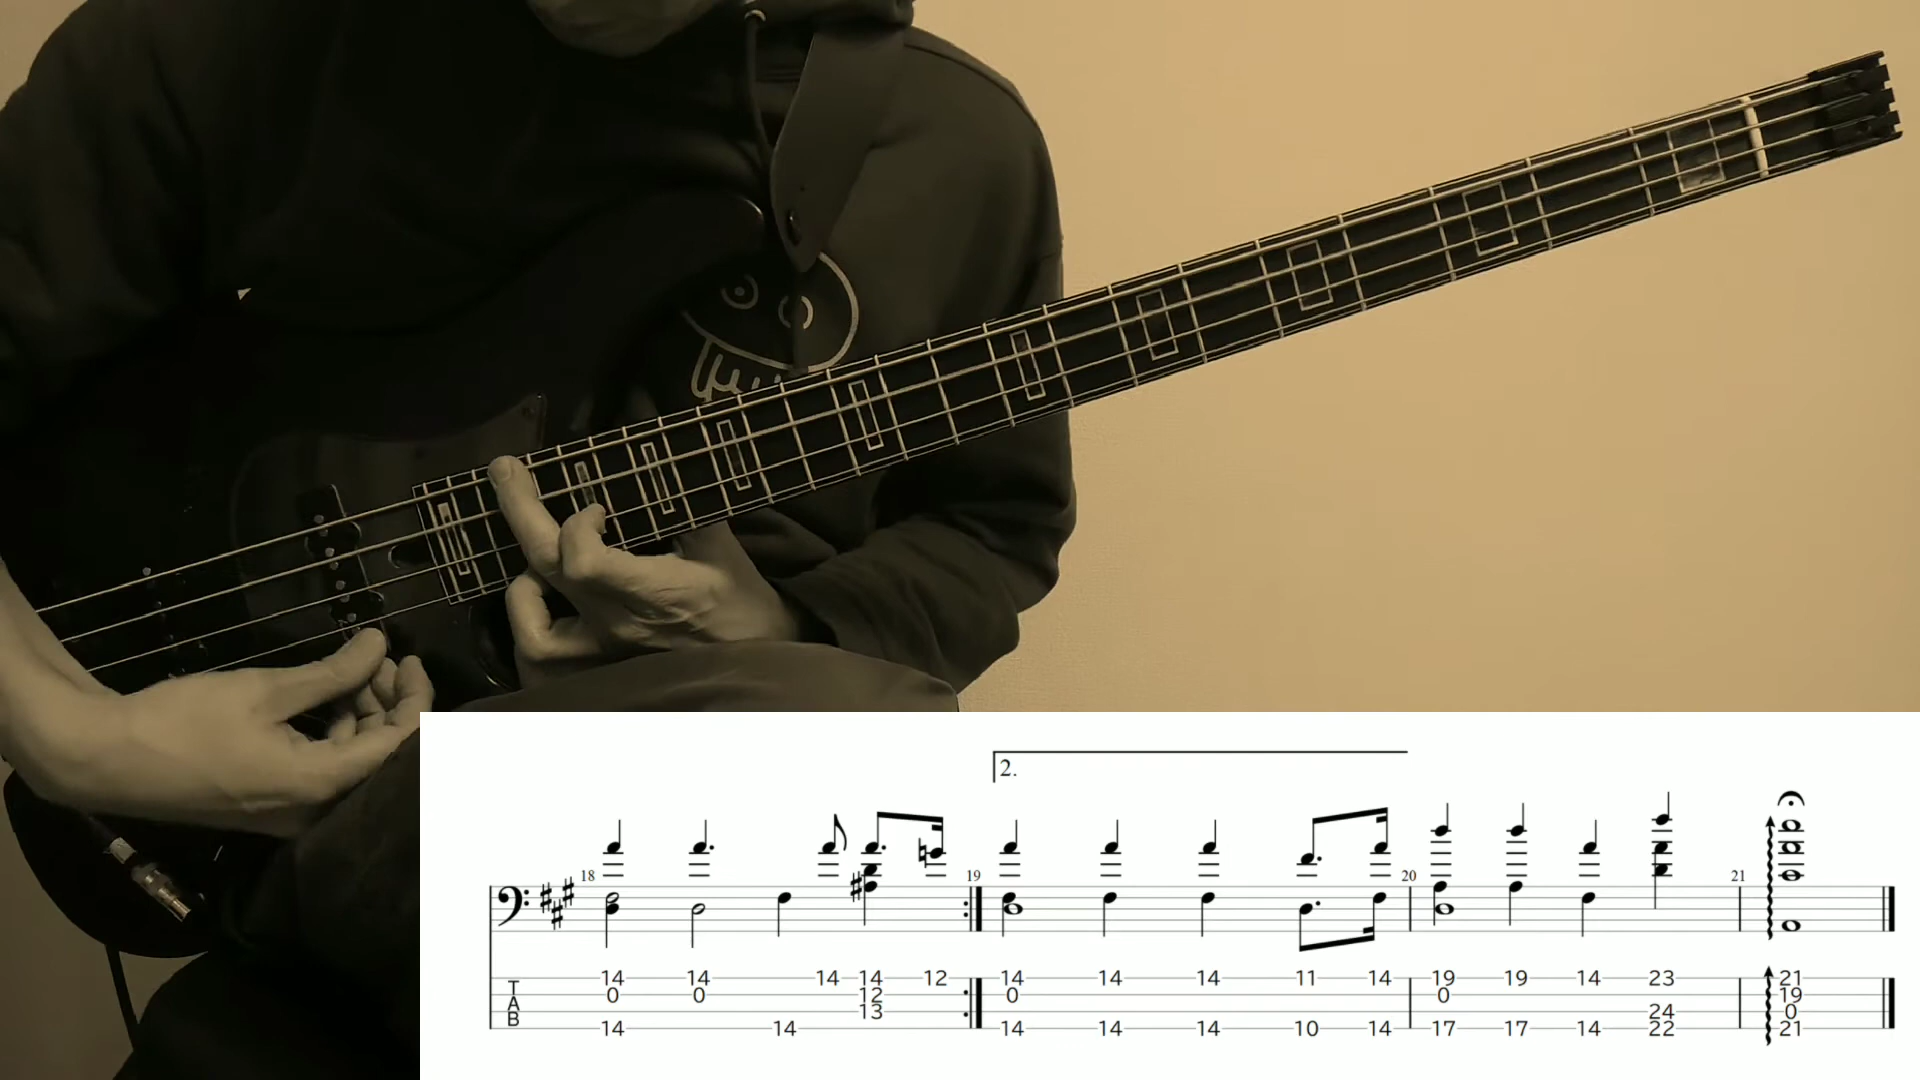 2.
18 19 20 21
T 14 14 14 14 12 14 14 14 11 14 19 19 14 23 21
A 0 0 12 0 0 19
13 24 0
B 14 14 14 14 14 10 14 17 17 14 22 21